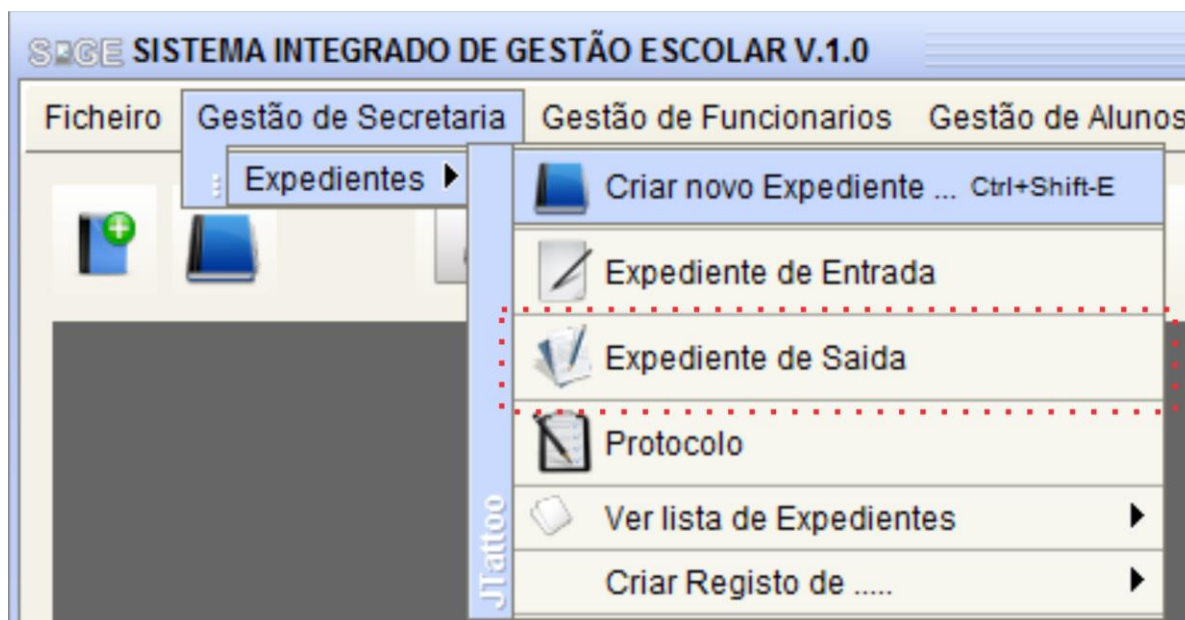 SIGE SISTEMA INTEGRADO DE GESTÃO ESCOLAR V.1.0
Ficheiro Gestão de Secretaria Gestão de Funcionarios Gestão de Alunos
Expedientes
Criar novo Expediente ... Ctrl+Shift-E
Expediente de Entrada
Expediente de Saida
Protocolo
Ver lista de Expedientes
Criar Registo de .....
JTattoo